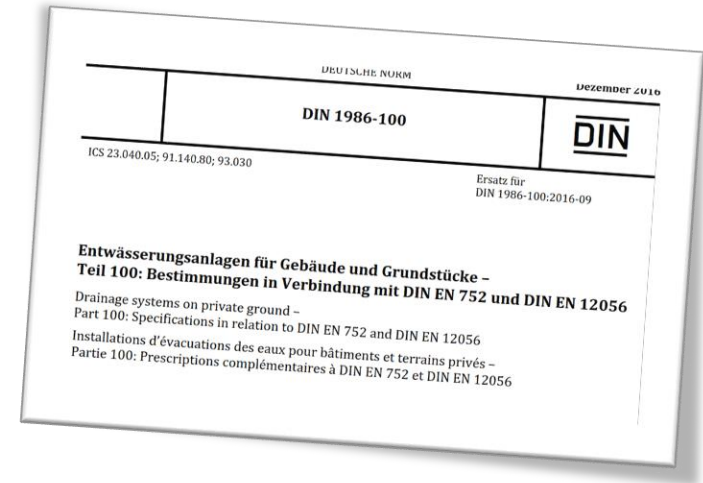 DEUTSCHE NORM
Dezember 2016
DIN 1986-100
DIN
ICS 23.040.05; 91.140.80; 93.030
Ersatz für
DIN 1986-100:2016-09
Entwässerungsanlagen für Gebäude und Grundstücke –
Teil 100: Bestimmungen in Verbindung mit DIN EN 752 und DIN EN 12056
Drainage systems on private ground –
Part 100: Specifications in relation to DIN EN 752 and DIN EN 12056
Installations d’évacuations des eaux pour bâtiments et terrains privés –
Partie 100: Prescriptions complémentaires à DIN EN 752 et DIN EN 12056